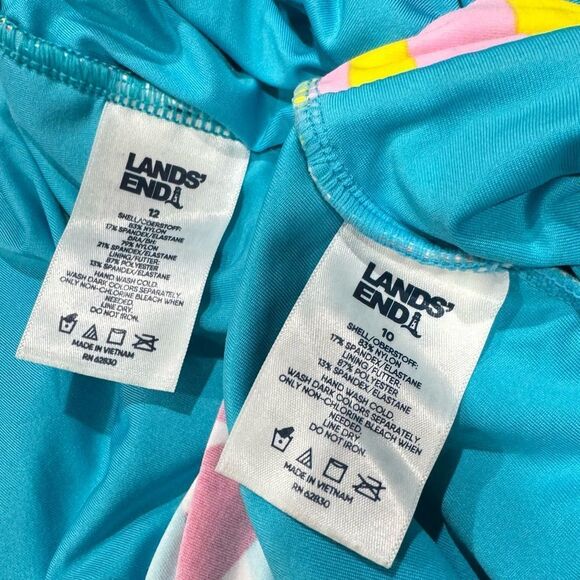 LANDS'
END
12
SHELL/OBERSTOFF:
83% NYLON
17% SPANDEX/ELASTANE
BRA/BH:
79% NYLON
21% SPANDEX/ELASTANE
LINING/FUTTER:
87% POLYESTER
13% SPANDEX/ELASTANE
HAND WASH COLD.
WASH DARK COLORS SEPARATELY
ONLY NON-CHLORINE BLEACH WHEN
NEEDED.
LINE DRY.
DO NOT IRON.
MADE IN VIETNAM
RN 62830
LANDS'
END
10
SHELL/OBERSTOFF:
83% NYLON
17% SPANDEX/ELASTANE
LINING/FUTTER:
87% POLYESTER
13% SPANDEX/ELASTANE
HAND WASH COLD.
WASH DARK COLORS SEPARATELY
ONLY NON-CHLORINE BLEACH WHEN
NEEDED.
LINE DRY.
DO NOT IRON.
MADE IN VIETNAM
RN 62830